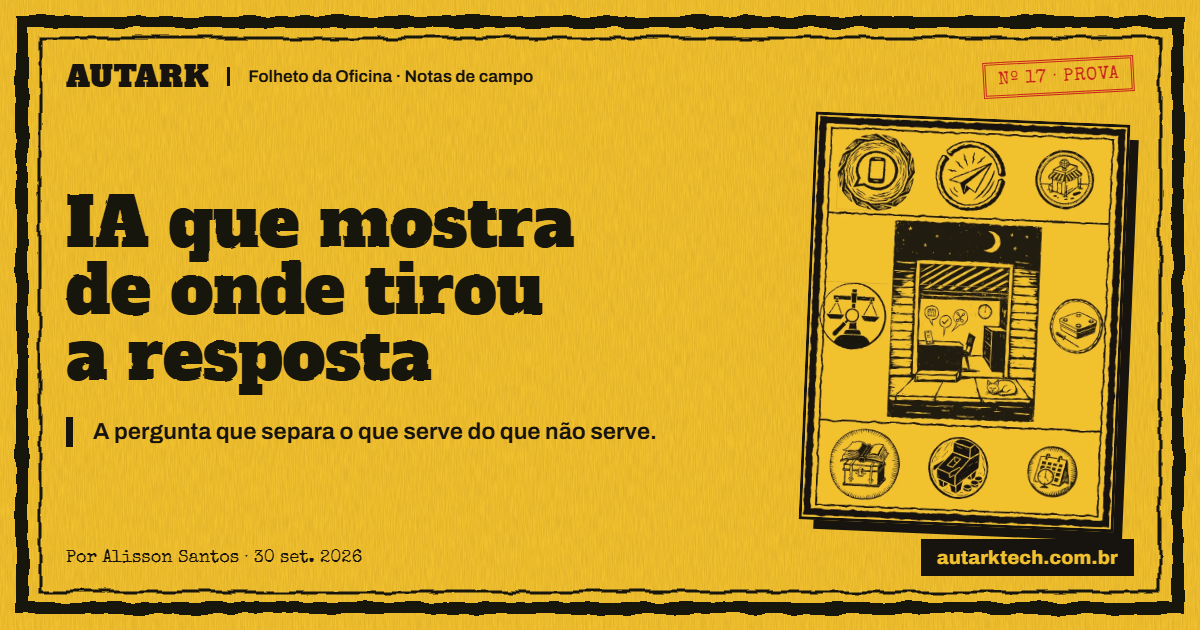 AUTARK
Folheto da Oficina · Notas de campo
Nº 17 · PROVA
IA que mostra
de onde tirou
a resposta
A pergunta que separa o que serve do que não serve.
Por Alisson Santos · 30 set. 2026
autarktech.com.br